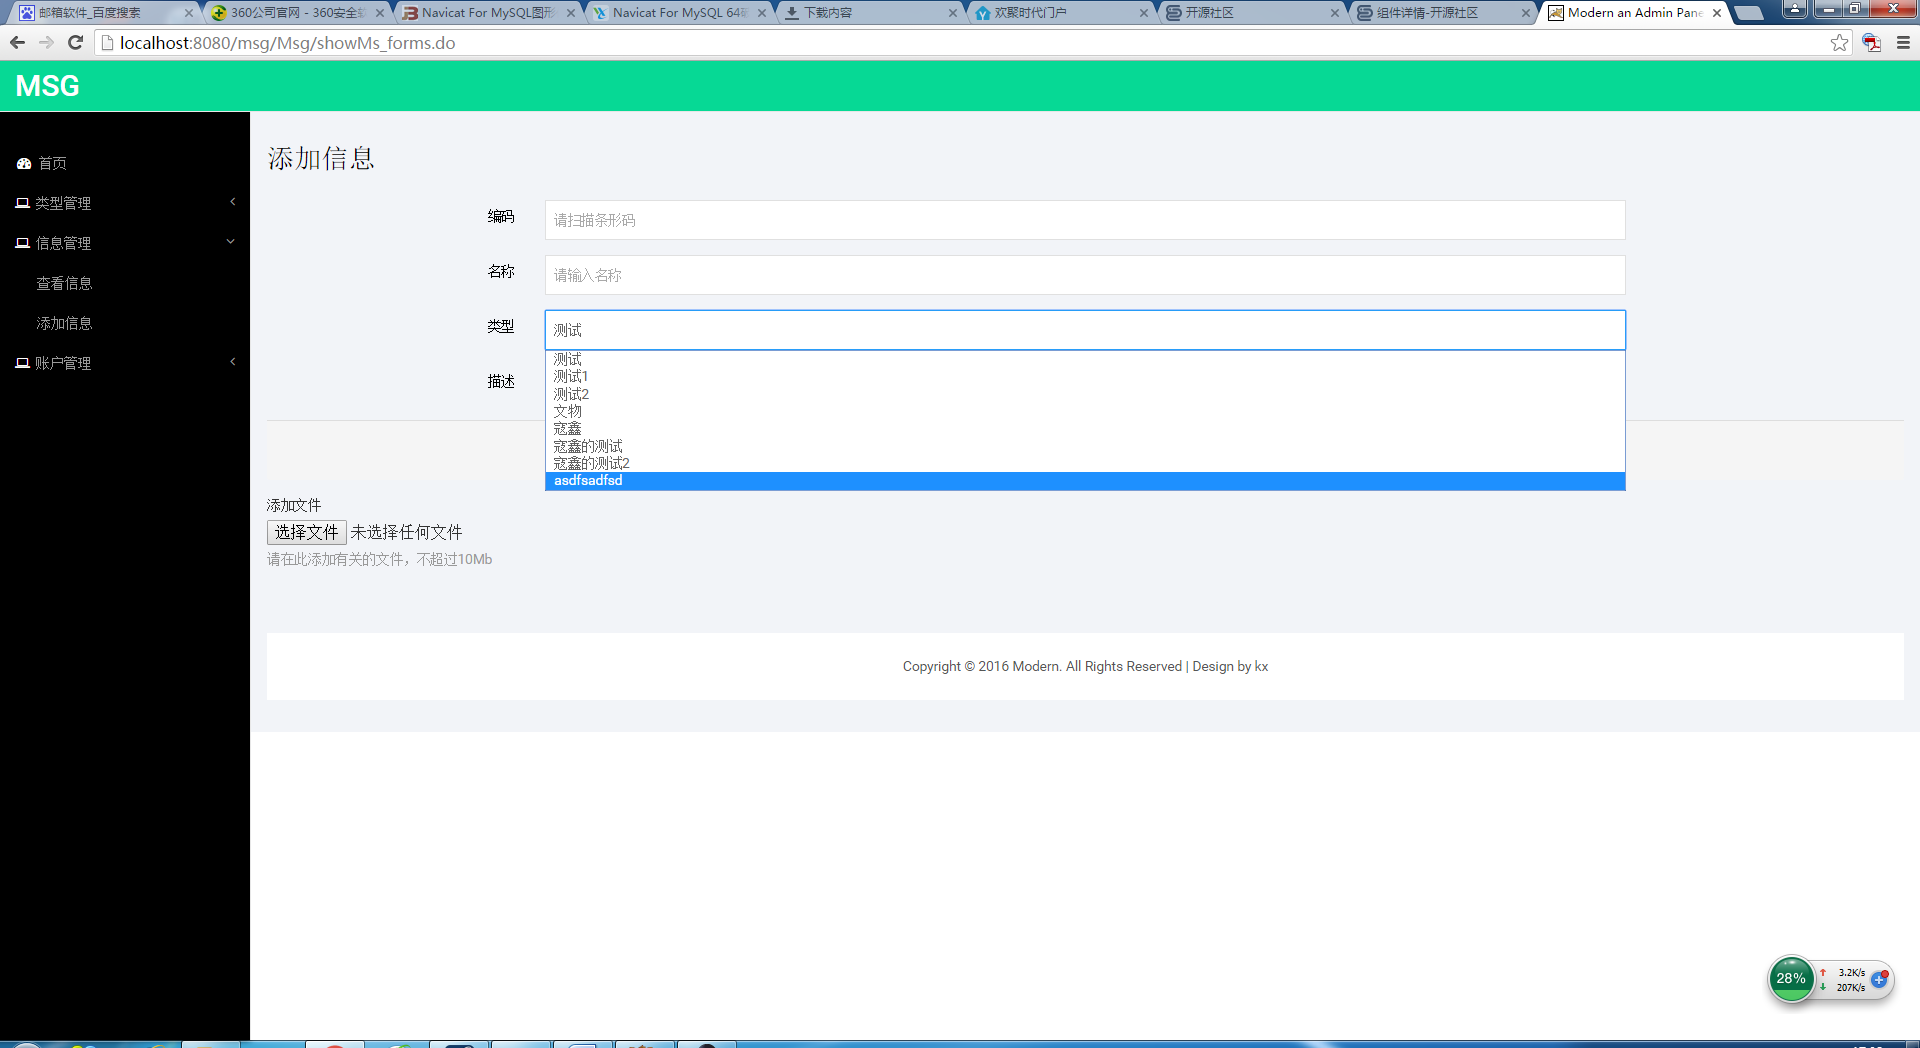 邮箱软件_百度搜索
360公司官网 - 360安全
Navicat For MySQL图形
Navicat For MySQL 64
下载内容
欢聚时代门户
开源社区
组件详情-开源社区
Modern an Admin Pane
localhost:8080/msg/Msg/showMs_forms.do
MSG
首页
类型管理
信息管理
查看信息
添加信息
账户管理
添加信息
编码
请扫描条形码
名称
请输入名称
类型
测试
测试
测试1
测试2
文物
寇鑫
寇鑫的测试
寇鑫的测试2
asdfsadfsd
描述
添加文件
选择文件 未选择任何文件
请在此添加有关的文件，不超过10Mb
Copyright © 2016 Modern. All Rights Reserved | Design by kx
28%
3.2K/s
207K/s